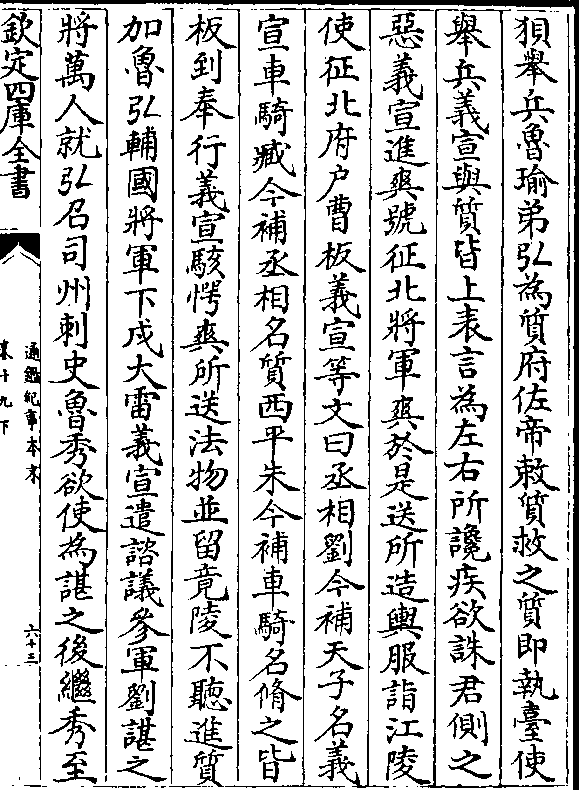 狽舉兵魯瑜弟弘為質府佐帝敕質救之質即執臺使
舉兵義宣與質皆上表言為左右所讒疾欲誅君側之
惡義宣進爽號征北將軍爽於是送所造輿服詣江陵
使征北府户曹板義宣等文曰丞相劉今補天子名義
宣車騎臧今補丞相名質西平朱今補車騎名脩之皆
板到奉行義宣駭愕爽所送法物並留竟陵不聽進質
加魯弘輔國將軍下戍大雷義宣遣諮議參軍劉諶之
將萬人就弘召司州刺史魯秀欲使為諶之後繼秀至
欽定四庫全書
通鑑紀事本末
卷十九下
六十三